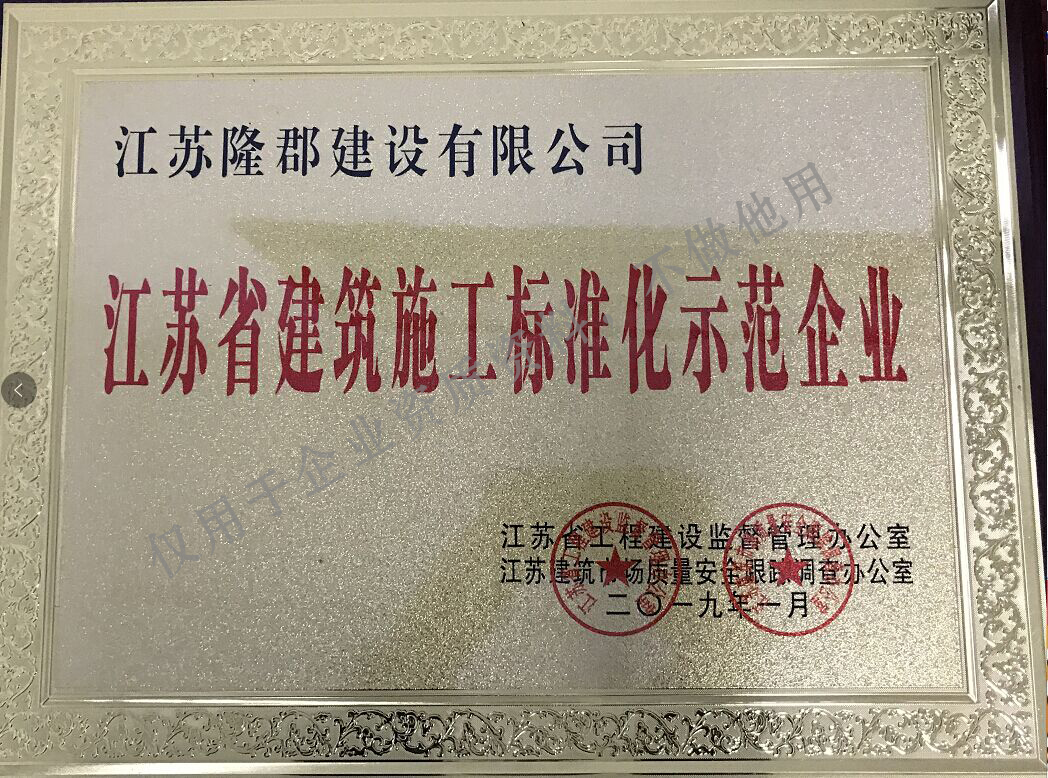 江苏隆郡建设有限公司
江苏省建筑施工标准化示范企业
江苏省工程建设监督管理办公室
江苏建筑市场质量安全跟踪调查办公室
二〇一九年一月
仅用于企业资质
不做他用